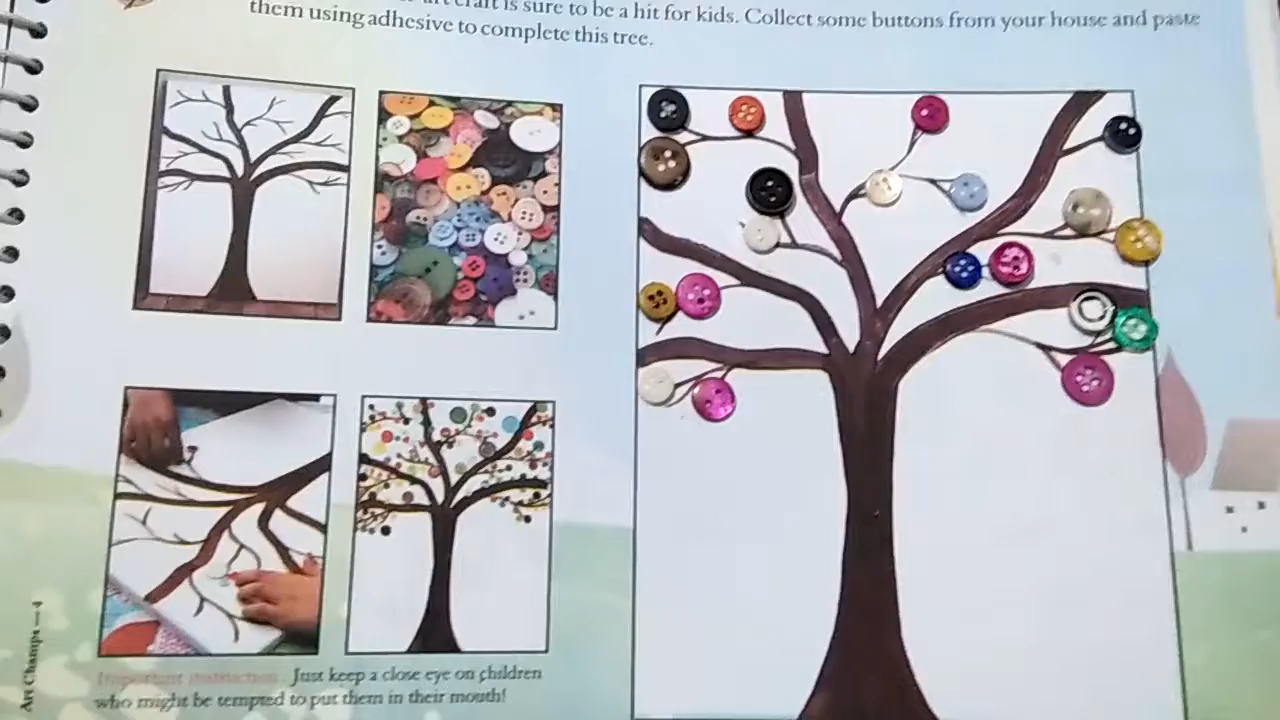 craft is sure to be a hit for kids. Collect some buttons from your house and paste
them using adhesive to complete this tree.
Important instruction: Just keep a close eye on children
who might be tempted to put them in their mouth!
Art Champs—4